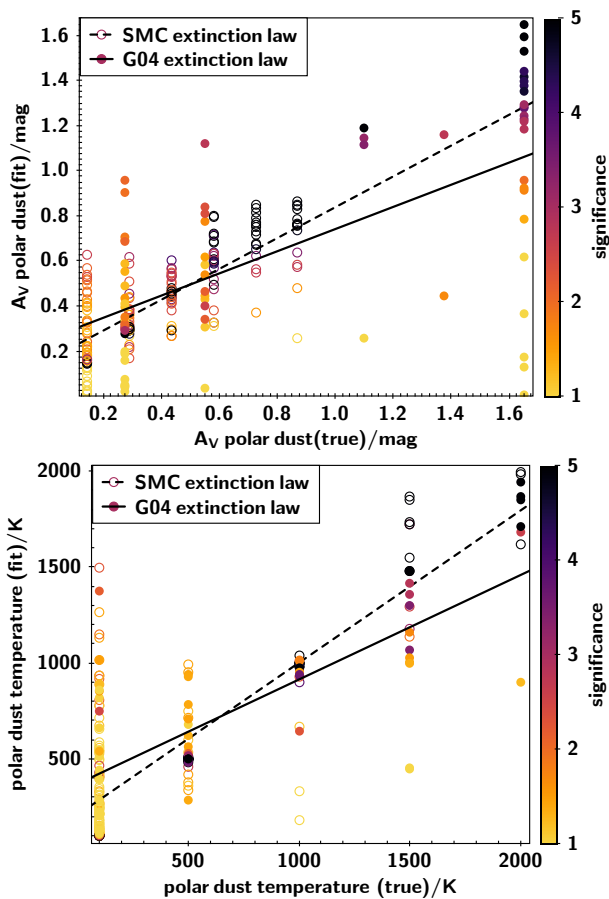 SMC extinction law
G04 extinction law
1.6
1.4
1.2
1.0
0.8
0.6
0.4
0.2
A_V polar dust(fit)/mag
0.2 0.4 0.6 0.8 1.0 1.2 1.4 1.6
A_V polar dust(true)/mag
5
4
3
2
1
significance
SMC extinction law
G04 extinction law
2000
1500
1000
500
polar dust temperature (fit)/K
500 1000 1500 2000
polar dust temperature (true)/K
5
4
3
2
1
significance